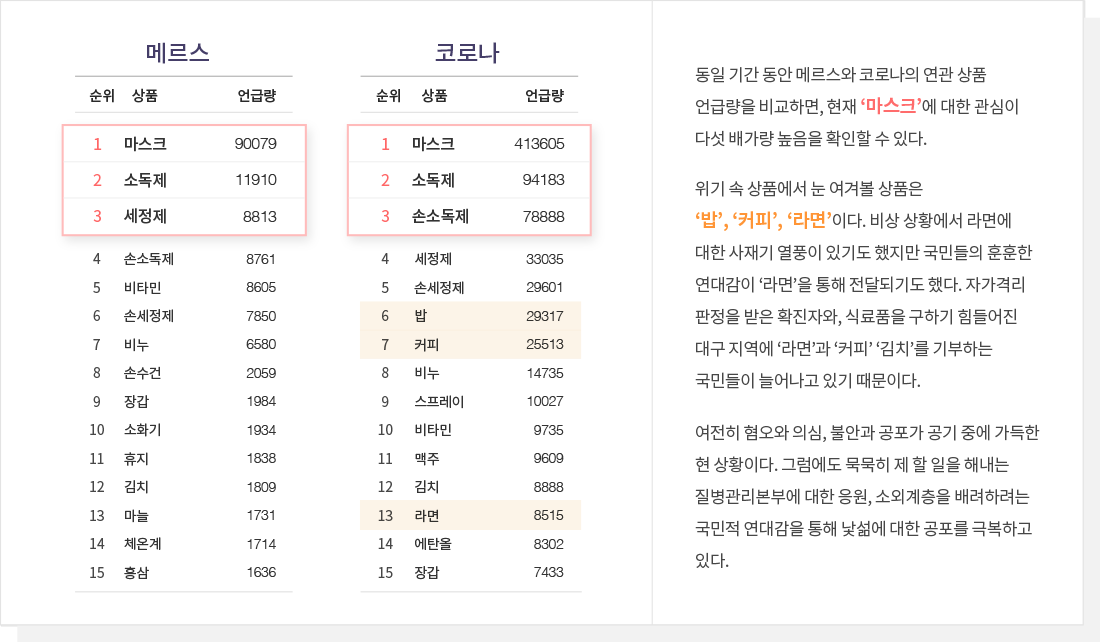 메르스
순위 상품 언급량
1 마스크 90079
2 소독제 11910
3 세정제 8813
4 손소독제 8761
5 비타민 8605
6 손세정제 7850
7 비누 6580
8 손수건 2059
9 장갑 1984
10 소화기 1934
11 휴지 1838
12 김치 1809
13 마늘 1731
14 체온계 1714
15 홍삼 1636
코로나
순위 상품 언급량
1 마스크 413605
2 소독제 94183
3 손소독제 78888
4 세정제 33035
5 손세정제 29601
6 밥 29317
7 커피 25513
8 비누 14735
9 스프레이 10027
10 비타민 9735
11 맥주 9609
12 김치 8888
13 라면 8515
14 에탄올 8302
15 장갑 7433
동일 기간 동안 메르스와 코로나의 연관 상품
언급량을 비교하면, 현재 ‘마스크’에 대한 관심이
다섯 배가량 높음을 확인할 수 있다.
위기 속 상품에서 눈 여겨볼 상품은
‘밥’, ‘커피’, ‘라면’이다. 비상 상황에서 라면에
대한 사재기 열풍이 있기도 했지만 국민들의 훈훈한
연대감이 ‘라면’을 통해 전달되기도 했다. 자가격리
판정을 받은 확진자와, 식료품을 구하기 힘들어진
대구 지역에 ‘라면’과 ‘커피’ ‘김치’를 기부하는
국민들이 늘어나고 있기 때문이다.
여전히 혐오와 의심, 불안과 공포가 공기 중에 가득한
현 상황이다. 그럼에도 묵묵히 제 할 일을 해내는
질병관리본부에 대한 응원, 소외계층을 배려하려는
국민적 연대감을 통해 낯섦에 대한 공포를 극복하고
있다.